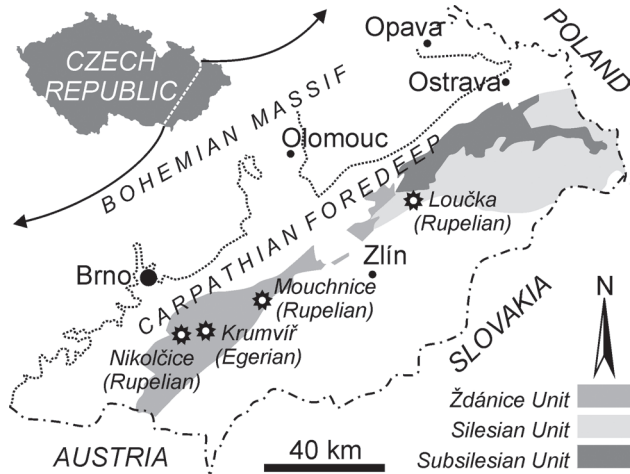 CZECH
REPUBLIC
Opava
POLAND
Ostrava
BOHEMIAN MASSIF
Olomouc
CARPATHIAN FOREDEEP
Loučka
(Rupelian)
Zlín
Brno
Mouchnice
(Rupelian)
Krumvíř
(Egerian)
Nikolčice
(Rupelian)
SLOVAKIA
N
Ždánice Unit
Silesian Unit
Subsilesian Unit
AUSTRIA
40 km